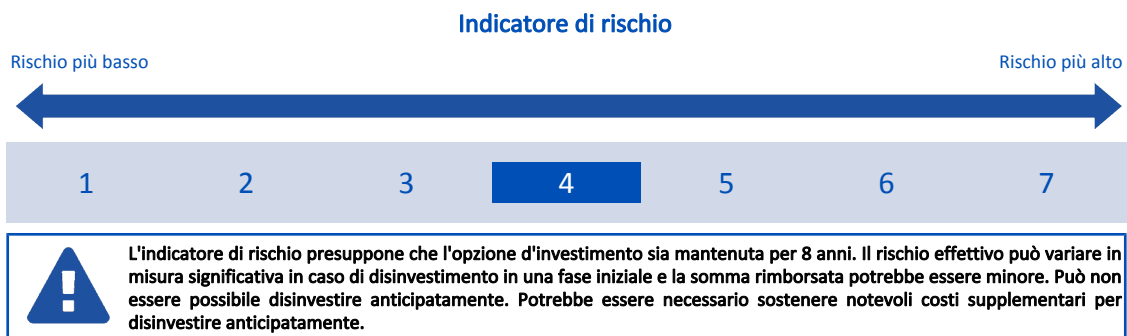 Indicatore di rischio
Rischio più basso Rischio più alto
1 2 3 4 5 6 7
L'indicatore di rischio presuppone che l'opzione d'investimento sia mantenuta per 8 anni. Il rischio effettivo può variare in
misura significativa in caso di disinvestimento in una fase iniziale e la somma rimborsata potrebbe essere minore. Può non
essere possibile disinvestire anticipatamente. Potrebbe essere necessario sostenere notevoli costi supplementari per
disinvestire anticipatamente.